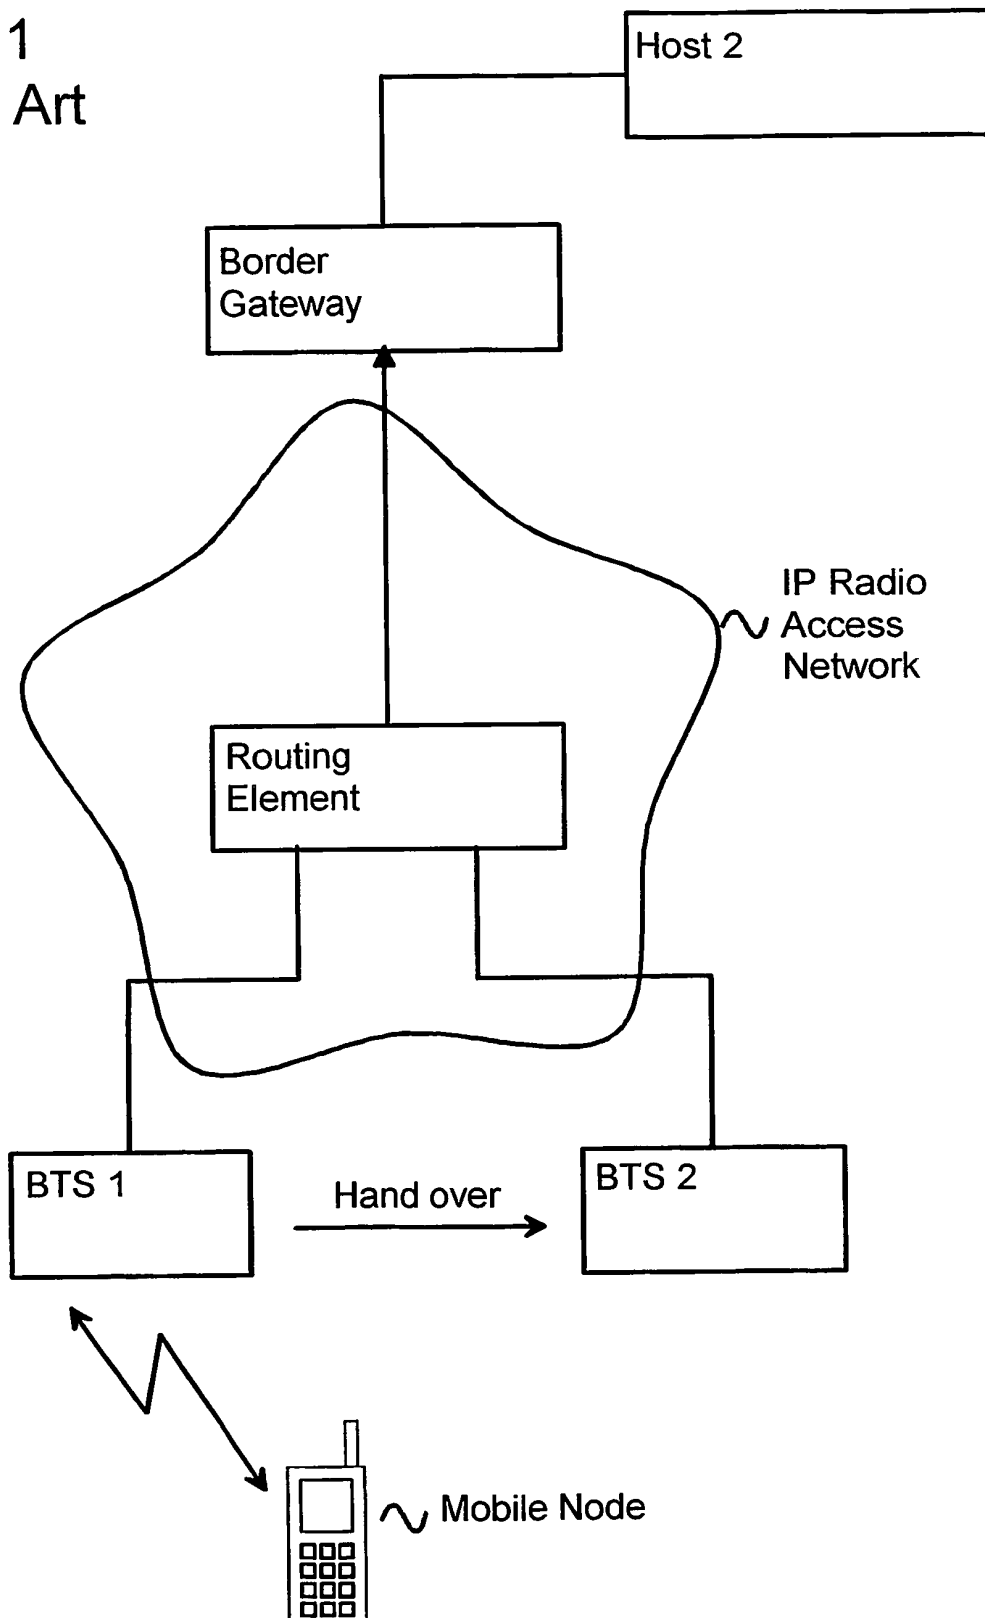 1
Art
Host 2
Border
Gateway
IP Radio
Access
Network
Routing
Element
BTS 1
Hand over
BTS 2
Mobile Node